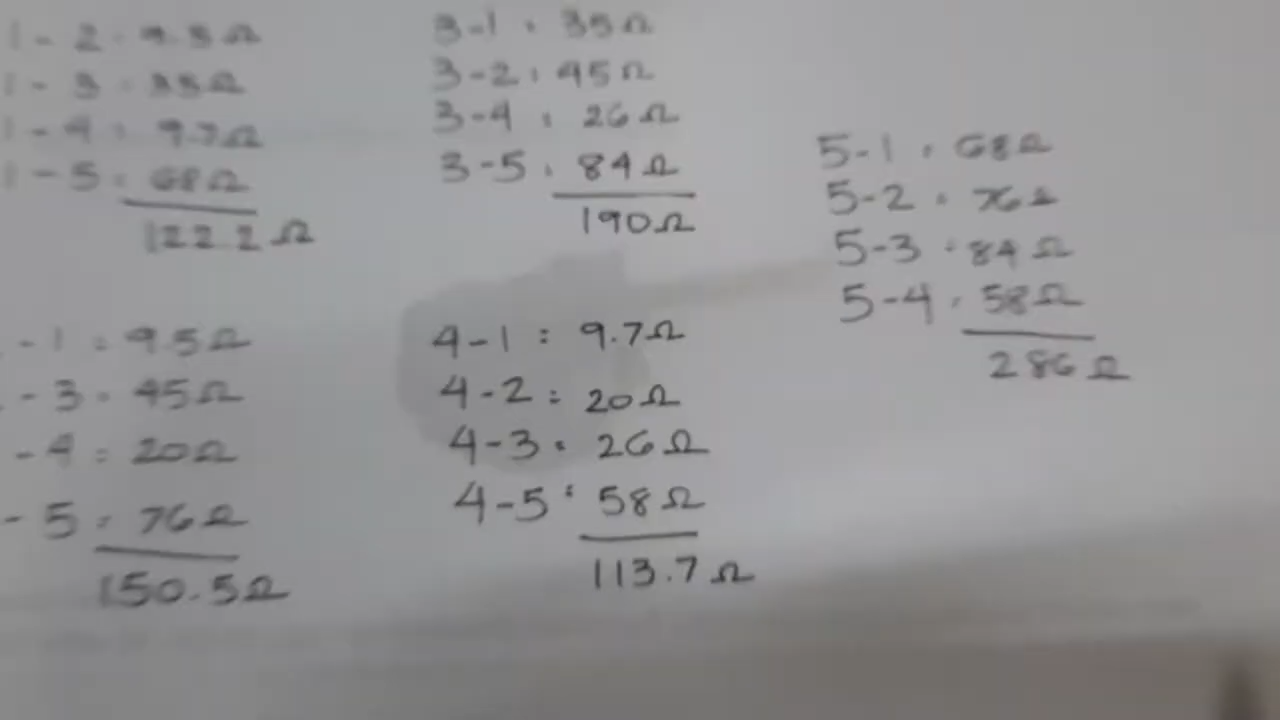 1-2: 9.5Ω
1-3: 35Ω
1-4: 9.7Ω
1-5: 68Ω
122.2Ω
-1: 9.5Ω
-3: 45Ω
-4: 20Ω
-5: 76Ω
150.5Ω
3-1: 35Ω
3-2: 45Ω
3-4: 26Ω
3-5: 84Ω
190Ω
4-1: 9.7Ω
4-2: 20Ω
4-3: 26Ω
4-5: 58Ω
113.7Ω
5-1: 68Ω
5-2: 76Ω
5-3: 84Ω
5-4: 58Ω
286Ω